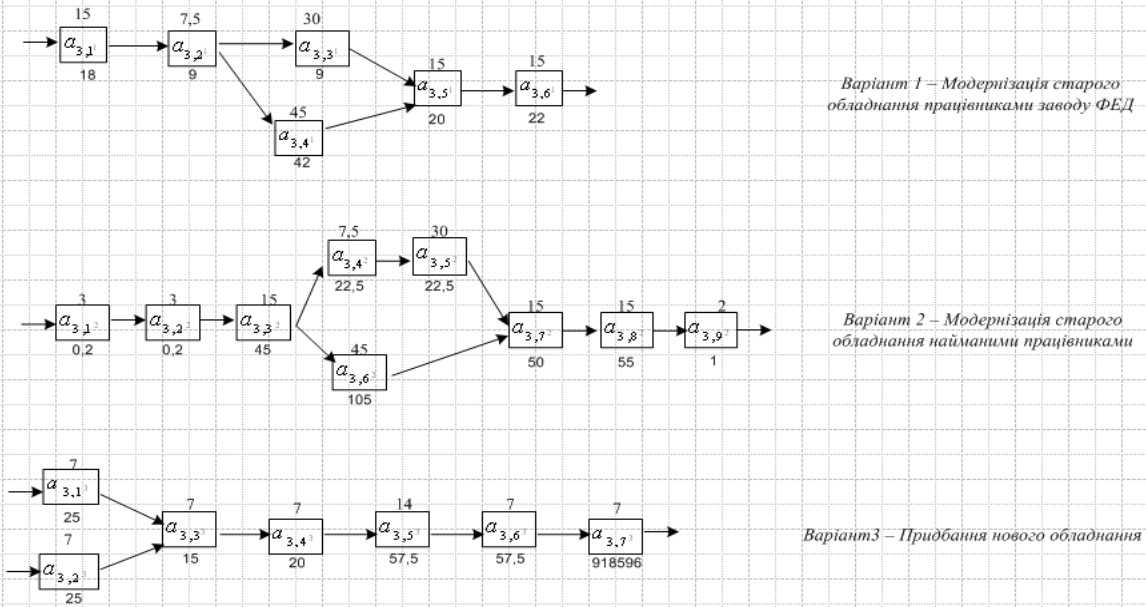 15
7,5
30
a3,1¹
a3,2¹
a3,3¹
18
9
9
15
15
a3,5¹
a3,6¹
20
22
45
a3,4¹
42
Варіант 1 – Модернізація старого
обладнання працівниками заводу ФЕД
7,5
30
a3,4²
a3,5²
22,5
22,5
3
3
15
15
15
2
a3,1²
a3,2²
a3,3²
a3,7²
a3,8²
a3,9²
0,2
0,2
45
50
55
1
45
a3,6²
105
Варіант 2 – Модернізація старого
обладнання найманими працівниками
7
a3,1³
25
7
7
14
7
7
a3,3³
a3,4³
a3,5³
a3,6³
a3,7³
15
20
57,5
57,5
918596
7
a3,2³
25
Варіант3 – Придбання нового обладнання